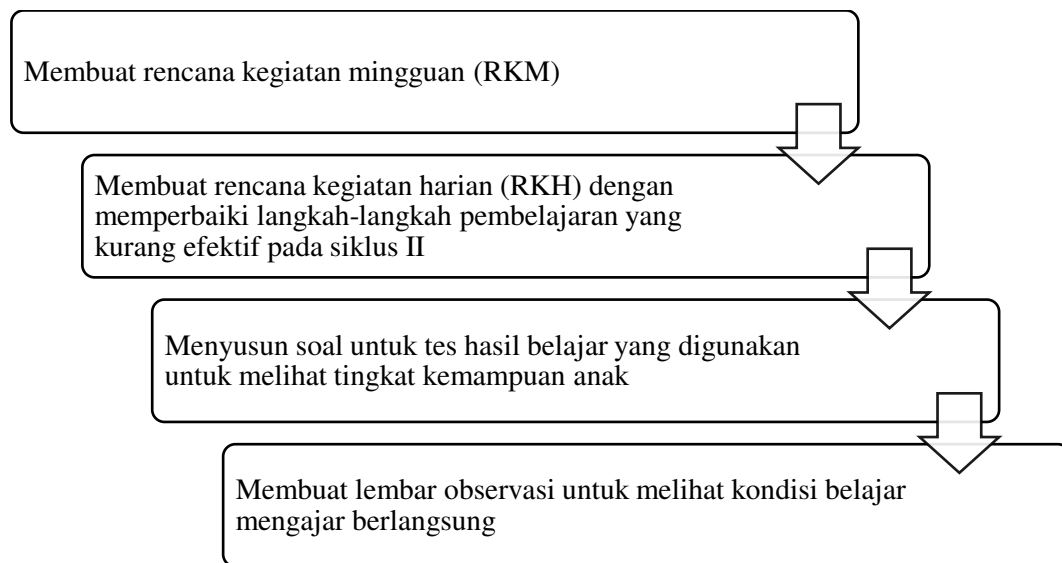 Membuat rencana kegiatan mingguan (RKM)
Membuat rencana kegiatan harian (RKH) dengan
memperbaiki langkah-langkah pembelajaran yang
kurang efektif pada siklus II
Menyusun soal untuk tes hasil belajar yang digunakan
untuk melihat tingkat kemampuan anak
Membuat lembar observasi untuk melihat kondisi belajar
mengajar berlangsung